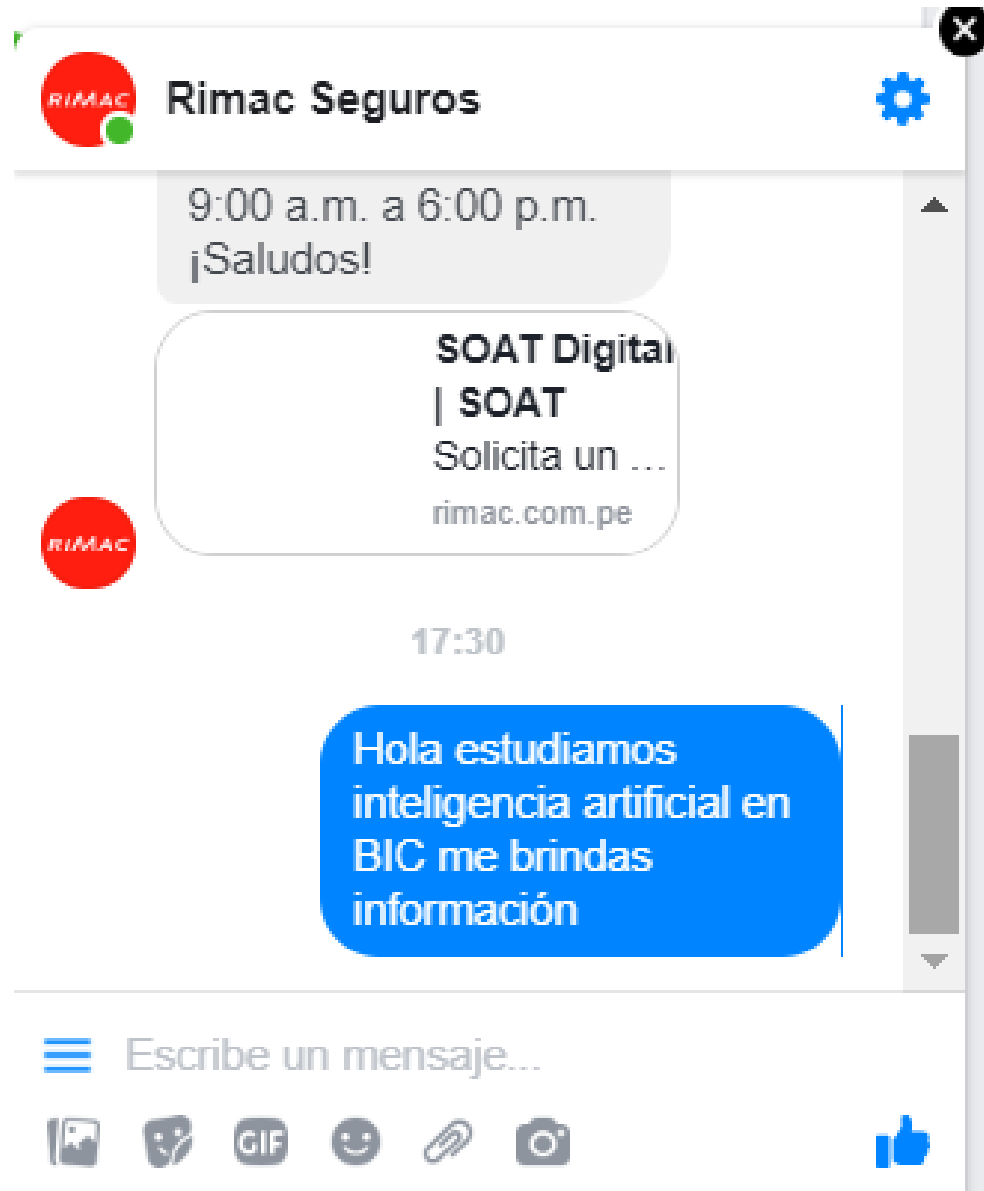 RIMAC
Rimac Seguros
9:00 a.m. a 6:00 p.m.
¡Saludos!
SOAT Digital
| SOAT
Solicita un ...
rimac.com.pe
RIMAC
17:30
Hola estudiamos
inteligencia artificial en
BIC me brindas
información
Escribe un mensaje...
GIF